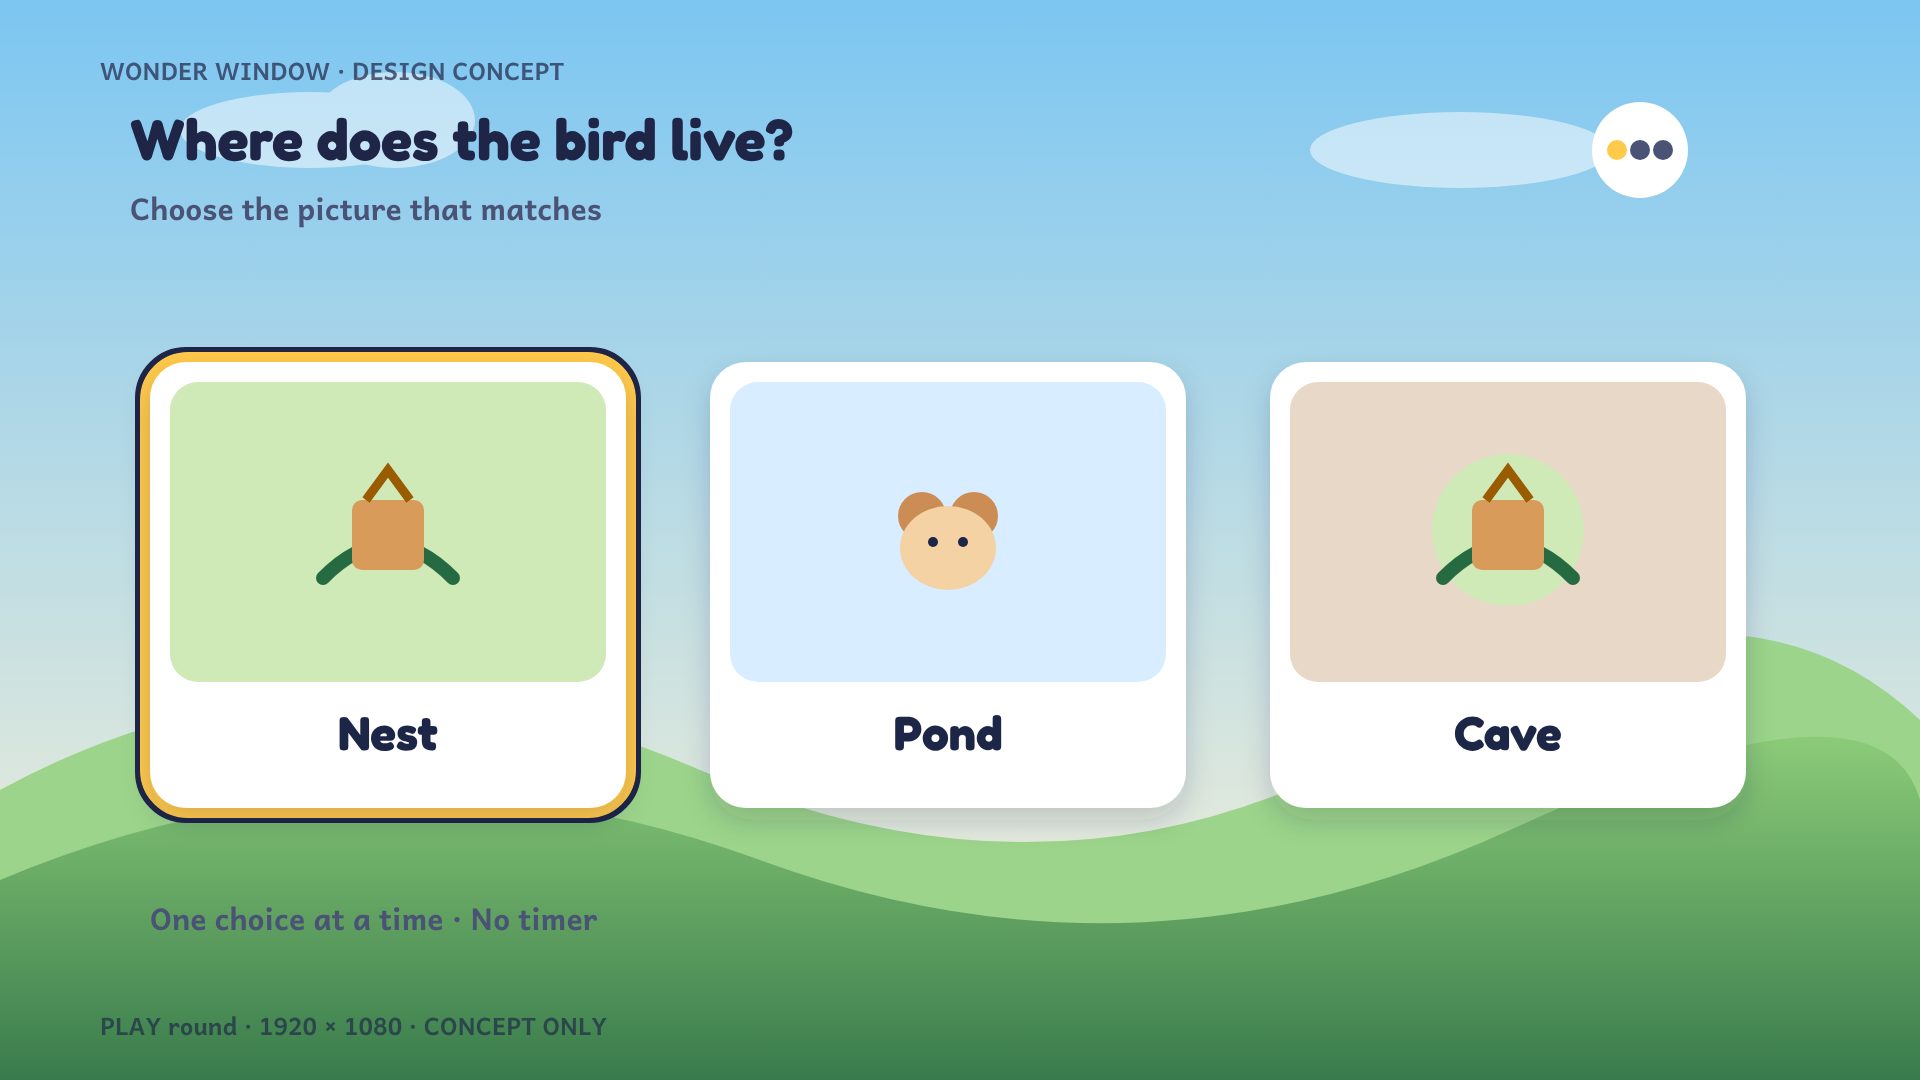 WONDER WINDOW · DESIGN CONCEPT
Where does the bird live?
Choose the picture that matches
Nest
Pond
Cave
One choice at a time · No timer
PLAY round · 1920 × 1080 · CONCEPT ONLY